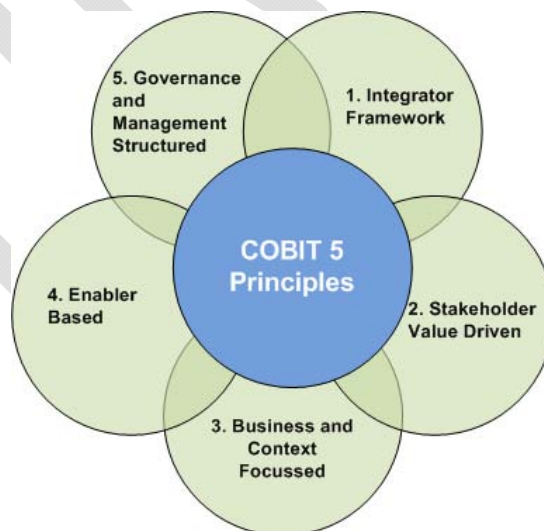 COBIT 5
Principles
1. Integrator
Framework
2. Stakeholder
Value Driven
3. Business and
Context
Focussed
4. Enabler
Based
5. Governance
and
Management
Structured